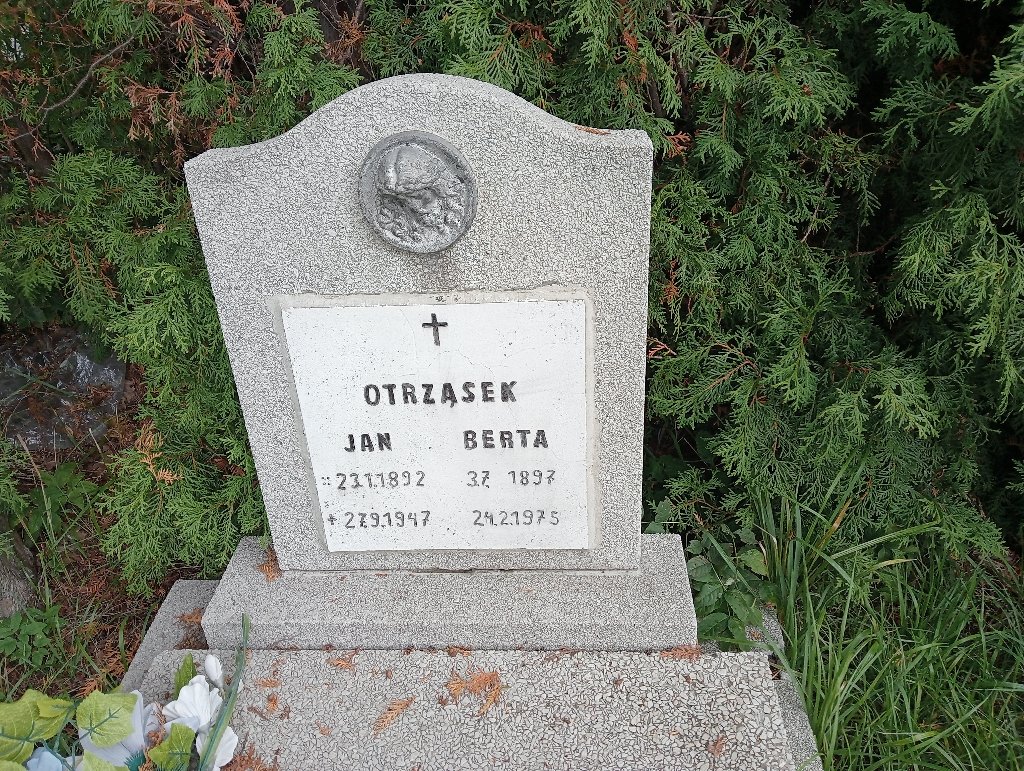 OTRZĄSEK
JAN BERTA
* 23.1.1892 3.7. 1897
+ 27.9.1947 24.2.1975